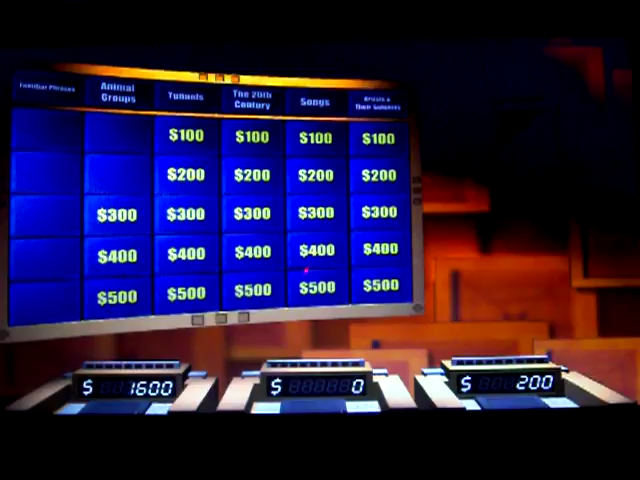 Familiar Phrases
Animal Groups
Tunnels
The 20th Century
Songs
Artists & Their Subjects
$100 $100 $100 $100
$200 $200 $200 $200
$300 $300 $300 $300 $300
$400 $400 $400 $400 $400
$500 $500 $500 $500 $500
$ 1600
$ 0
$ 200